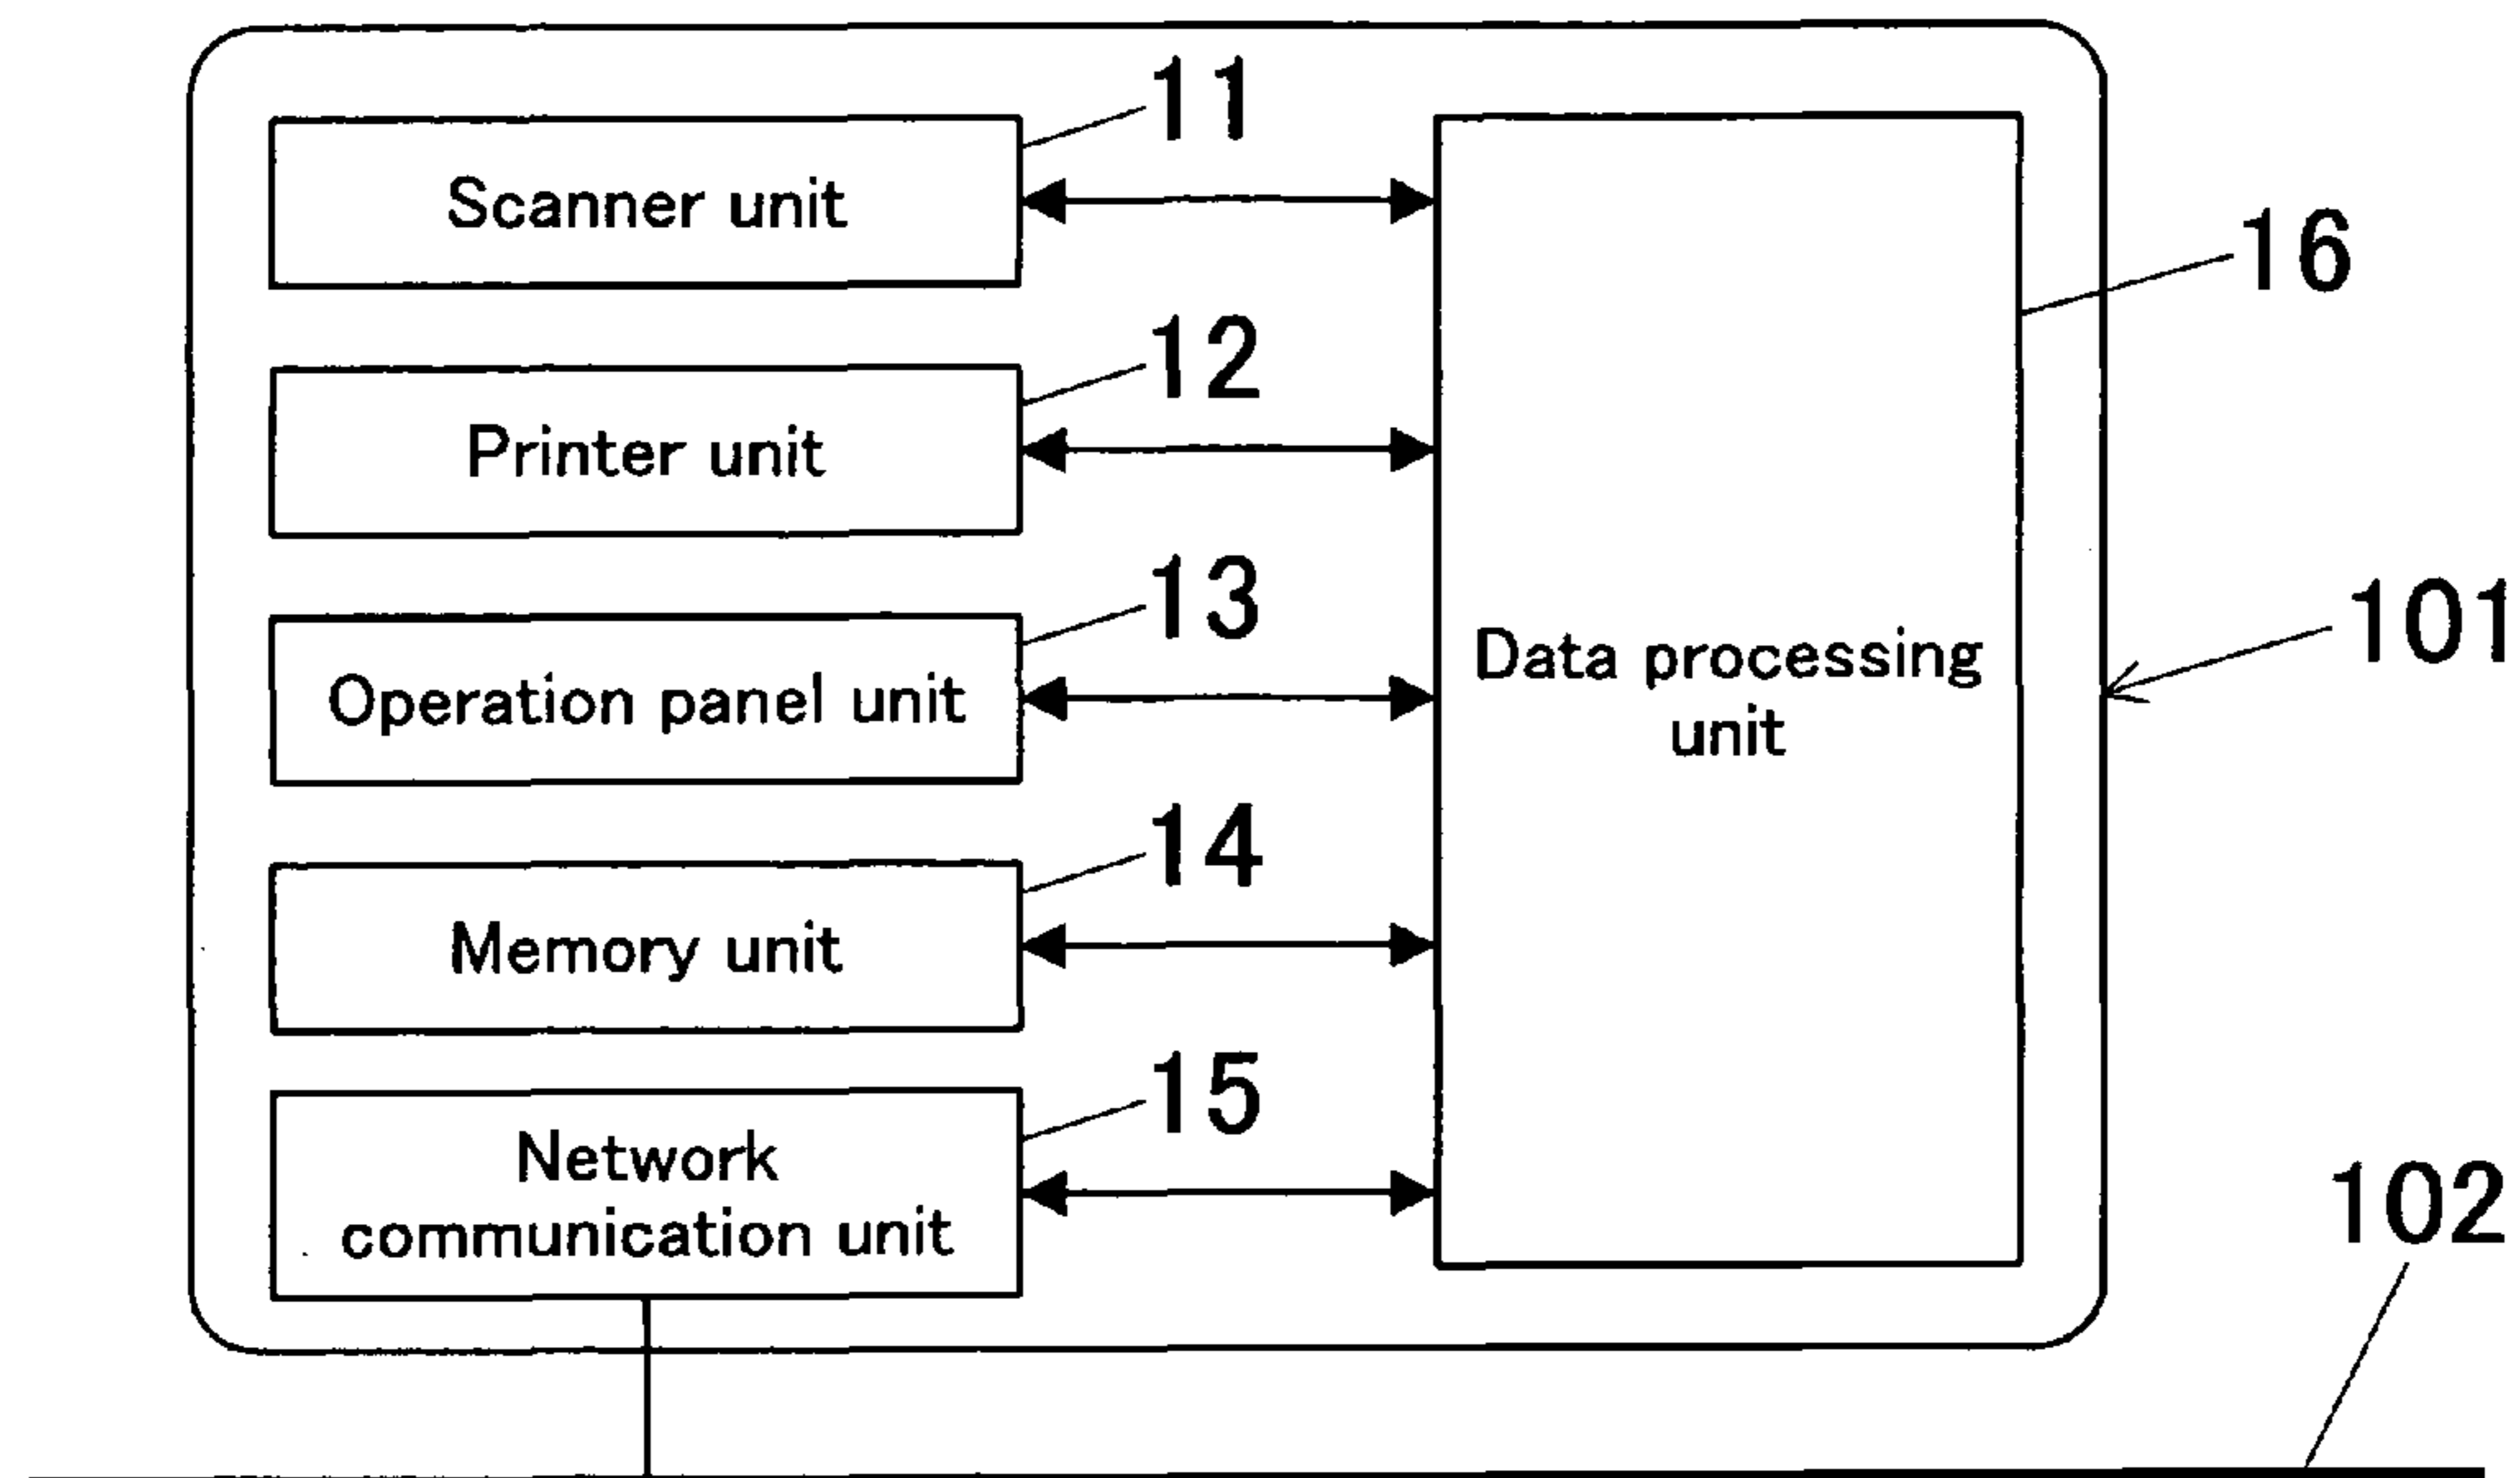 11
Scanner unit
16
12
Printer unit
13
Operation panel unit
Data processing
unit
101
14
Memory unit
15
Network
communication unit
102